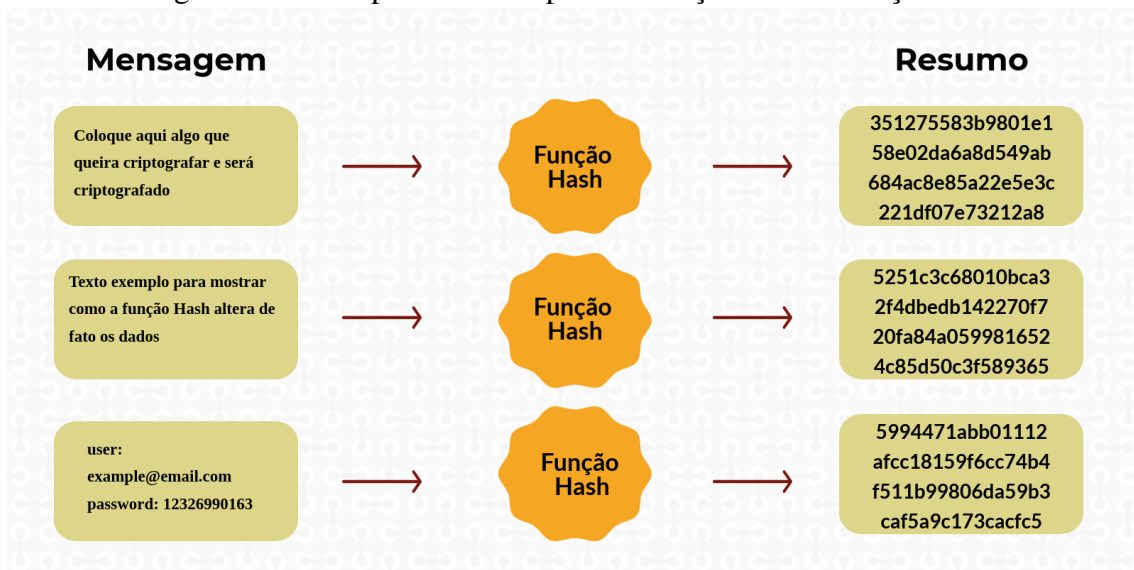 Mensagem
Resumo
Coloque aqui algo que
queira criptografar e será
criptografado
Função
Hash
351275583b9801e1
58e02da6a8d549ab
684ac8e85a22e5e3c
221df07e73212a8
Texto exemplo para mostrar
como a função Hash altera de
fato os dados
Função
Hash
5251c3c68010bca3
2f4dbedb142270f7
20fa84a059981652
4c85d50c3f589365
user:
example@email.com
password: 12326990163
Função
Hash
5994471abb01112
afcc18159f6cc74b4
f511b99806da59b3
caf5a9c173cacfc5